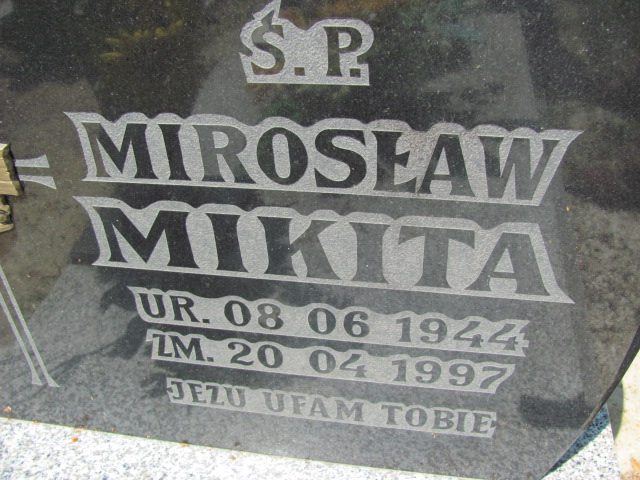 Ś.P.
MIROSŁAW
MIKITA
UR. 08 06 1944
ZM. 20 04 1997
JEZU UFAM TOBIE